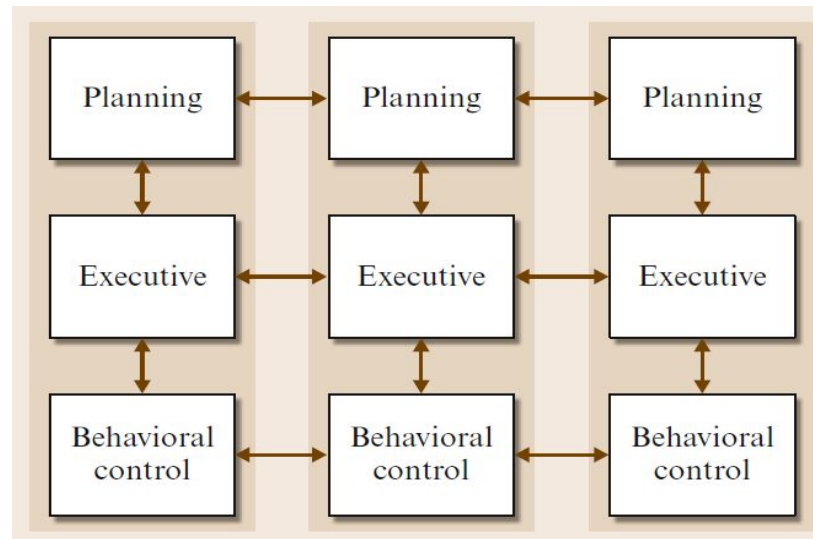 Planning
Planning
Planning
Executive
Executive
Executive
Behavioral
control
Behavioral
control
Behavioral
control